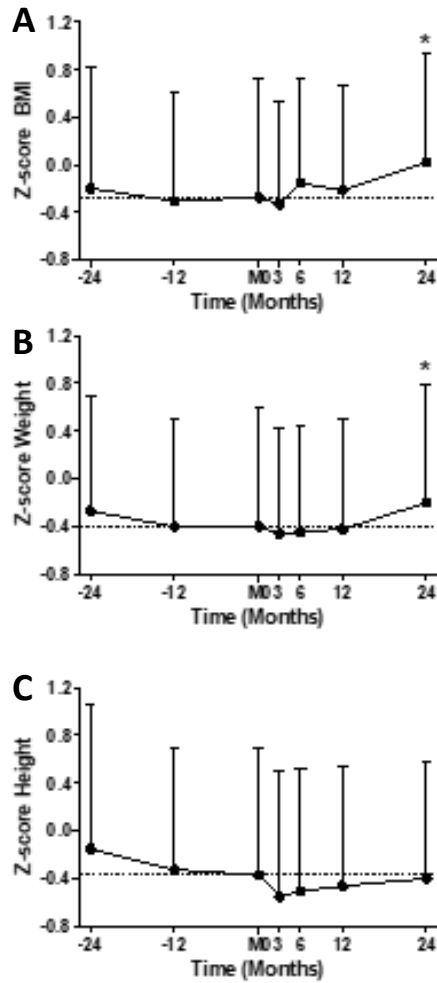 A
Z-score BMI
1.2
0.8
0.4
0.0
-0.4
-0.8
*
-24 -12 M0 3 6 12 24
Time (Months)
B
Z-score Weight
1.2
0.8
0.4
0.0
-0.4
-0.8
*
-24 -12 M0 3 6 12 24
Time (Months)
C
Z-score Height
1.2
0.8
0.4
0.0
-0.4
-0.8
-24 -12 M0 3 6 12 24
Time (Months)